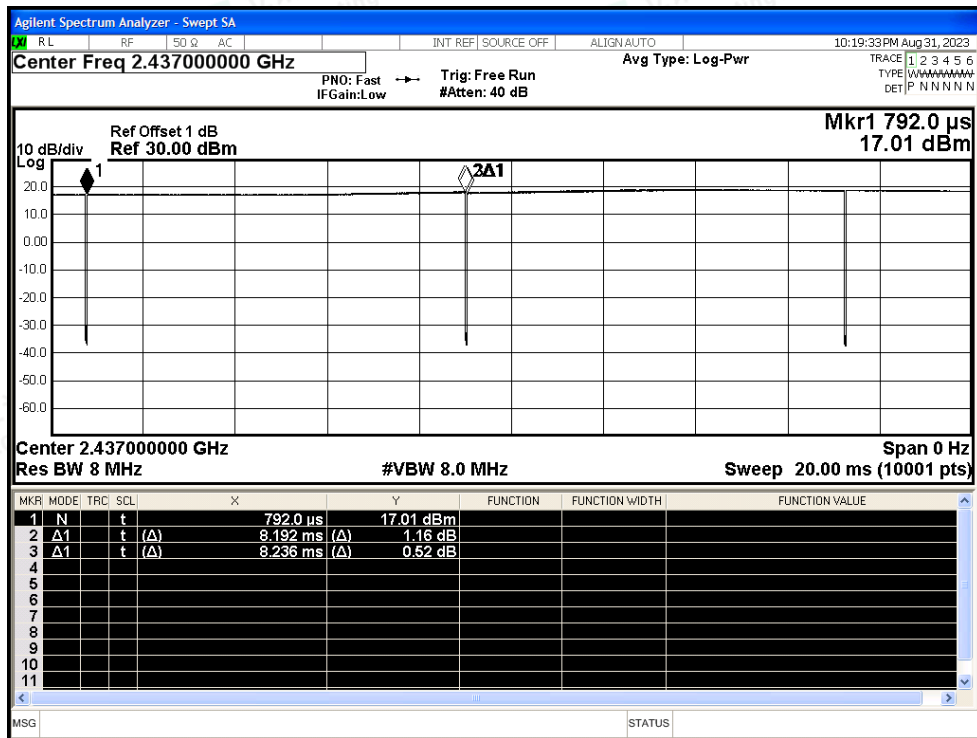 Agilent Spectrum Analyzer - Swept SA
LXI RL RF 50 Ω AC INT REF SOURCE OFF ALIGN AUTO 10:19:33 PM Aug 31, 2023
Center Freq 2.437000000 GHz
PNO: Fast
IFGain:Low
Trig: Free Run
#Atten: 40 dB
Avg Type: Log-Pwr
TRACE 1 2 3 4 5 6
TYPE W
DET P N N N N N
Mkr1 792.0 µs
17.01 dBm
Ref Offset 1 dB
Ref 30.00 dBm
10 dB/div
Log
1
2Δ1
20.0
10.0
0.00
-10.0
-20.0
-30.0
-40.0
-50.0
-60.0
Center 2.437000000 GHz Span 0 Hz
Res BW 8 MHz #VBW 8.0 MHz Sweep 20.00 ms (10001 pts)
MKR MODE TRC SCL X Y FUNCTION FUNCTION WIDTH FUNCTION VALUE
1 N t 792.0 µs 17.01 dBm
2 Δ1 t (Δ) 8.192 ms (Δ) 1.16 dB
3 Δ1 t (Δ) 8.236 ms (Δ) 0.52 dB
4
5
6
7
8
9
10
11
MSG STATUS